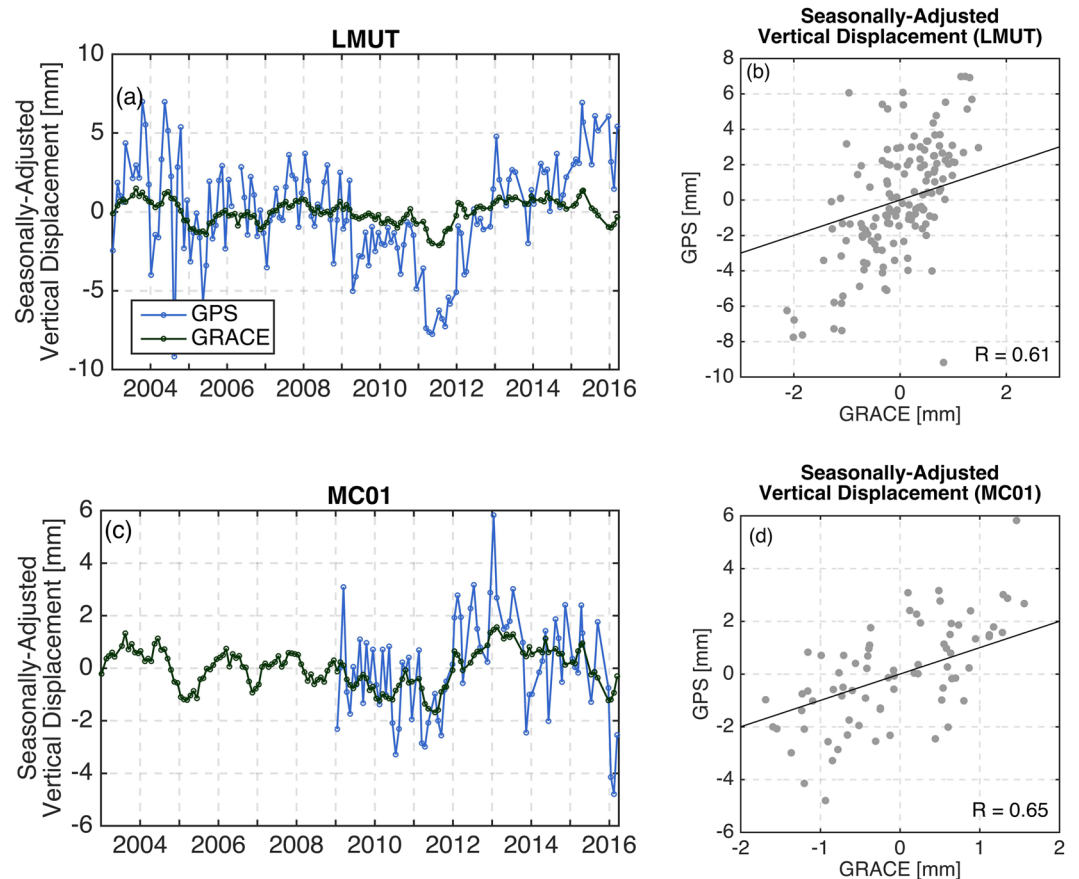 LMUT
(a)
Seasonally-Adjusted
Vertical Displacement [mm]
10
5
0
-5
-10
GPS
GRACE
2004 2006 2008 2010 2012 2014 2016
Seasonally-Adjusted
Vertical Displacement (LMUT)
(b)
GPS [mm]
8
6
4
2
0
-2
-4
-6
-8
-10
R = 0.61
-2 0 2
GRACE [mm]
MC01
(c)
Seasonally-Adjusted
Vertical Displacement [mm]
6
4
2
0
-2
-4
-6
2004 2006 2008 2010 2012 2014 2016
Seasonally-Adjusted
Vertical Displacement (MC01)
(d)
GPS [mm]
6
4
2
0
-2
-4
-6
R = 0.65
-2 -1 0 1 2
GRACE [mm]